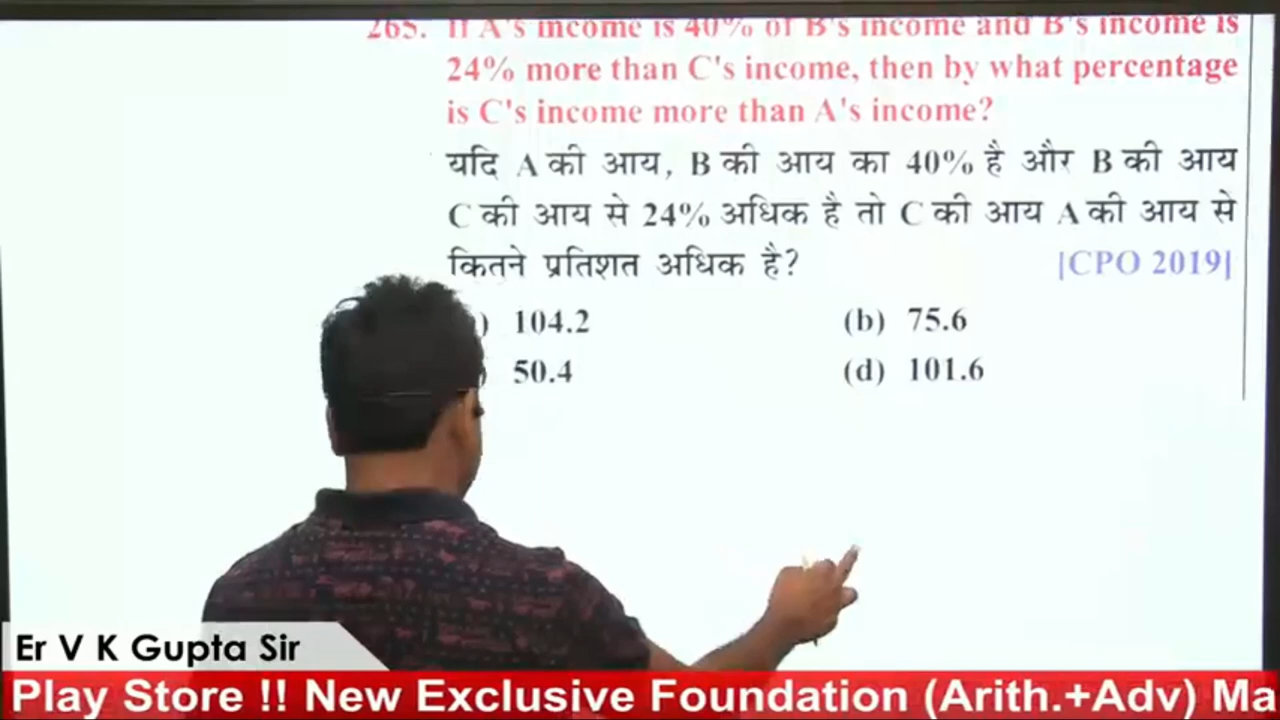 265. If A's income is 40% of B's income and B's income is
24% more than C's income, then by what percentage
is C's income more than A's income?
यदि A की आय, B की आय का 40% है और B की आय
C की आय से 24% अधिक है तो C की आय A की आय से
कितने प्रतिशत अधिक है? [CPO 2019]
) 104.2 (b) 75.6
) 50.4 (d) 101.6
Er V K Gupta Sir
Play Store !! New Exclusive Foundation (Arith.+Adv) Ma